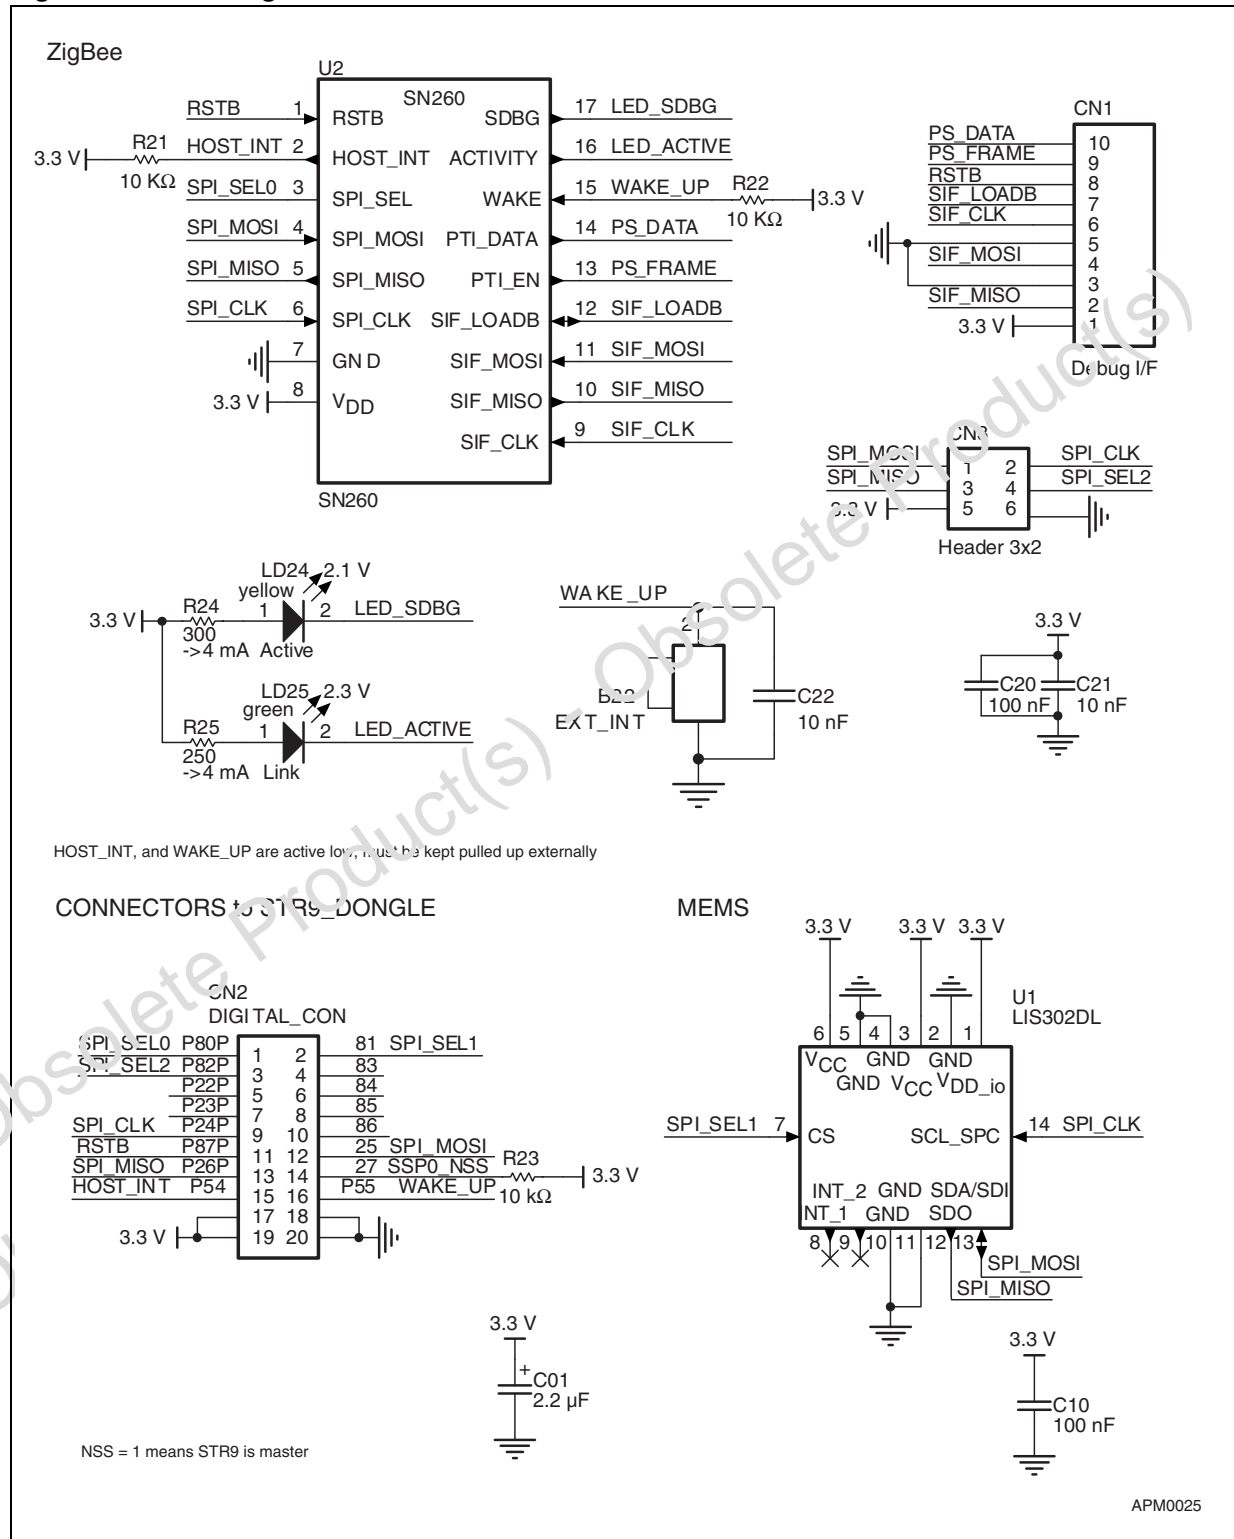 ZigBee
U2
SN260
RSTB 1 RSTB SDBG 17 LED_SDBG
3.3 V R21 10 KΩ HOST_INT 2 HOST_INT ACTIVITY 16 LED_ACTIVE
SPI_SEL0 3 SPI_SEL WAKE 15 WAKE_UP R22 10 KΩ 3.3 V
SPI_MOSI 4 SPI_MOSI PTI_DATA 14 PS_DATA
SPI_MISO 5 SPI_MISO PTI_EN 13 PS_FRAME
SPI_CLK 6 SPI_CLK SIF_LOADB 12 SIF_LOADB
7 GND SIF_MOSI 11 SIF_MOSI
3.3 V 8 VDD SIF_MISO 10 SIF_MISO
SIF_CLK 9 SIF_CLK
SN260
CN1
PS_DATA 10
PS_FRAME 9
RSTB 8
SIF_LOADB 7
SIF_CLK 6
5
SIF_MOSI 4
3
SIF_MISO 2
3.3 V 1
Debug I/F
CN3
SPI_MOSI 1 2 SPI_CLK
SPI_MISO 3 4 SPI_SEL2
3.3 V 5 6
Header 3x2
LD24 2.1 V
yellow
3.3 V R24 1 2 LED_SDBG
300
->4 mA Active
LD25 2.3 V
green
R25 1 2 LED_ACTIVE
250
->4 mA Link
WAKE_UP
2
B22
EXT_INT
C22
10 nF
3.3 V
C20 C21
100 nF 10 nF
HOST_INT, and WAKE_UP are active low, must be kept pulled up externally
CONNECTORS to STR9_DONGLE
CN2
DIGITAL_CON
SPI_SEL0 P80P 1 2 81 SPI_SEL1
SPI_SEL2 P82P 3 4 83
P22P 5 6 84
P23P 7 8 85
SPI_CLK P24P 9 10 86
RSTB P87P 11 12 25 SPI_MOSI
SPI_MISO P26P 13 14 27 SSP0_NSS R23 10 kΩ 3.3 V
HOST_INT P54 15 16 P55 WAKE_UP
17 18
3.3 V 19 20
MEMS
3.3 V 3.3 V 3.3 V
U1
LIS302DL
6 5 4 3 2 1
VCC GND GND
GND VCC VDD_io
SPI_SEL1 7 CS SCL_SPC 14 SPI_CLK
INT_2 GND SDA/SDI
NT_1 GND SDO
8 9 10 11 12 13
SPI_MOSI
SPI_MISO
3.3 V
+
C01
2.2 µF
3.3 V
C10
100 nF
NSS = 1 means STR9 is master
APM0025
Obsolete Product(s) - Obsolete Product(s)